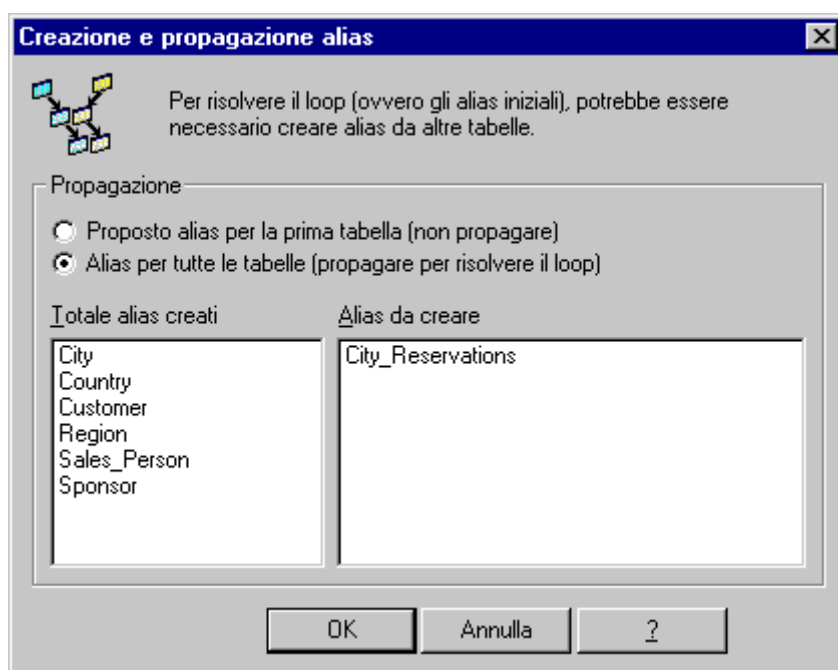 Creazione e propagazione alias
Per risolvere il loop (ovvero gli alias iniziali), potrebbe essere
necessario creare alias da altre tabelle.
Propagazione
Proposto alias per la prima tabella (non propagare)
Alias per tutte le tabelle (propagare per risolvere il loop)
Totale alias creati
City
Country
Customer
Region
Sales_Person
Sponsor
Alias da creare
City_Reservations
OK
Annulla
?